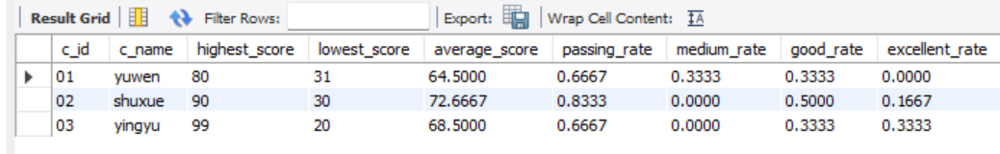 Result Grid Filter Rows: Export: Wrap Cell Content: IA
c_id c_name highest_score lowest_score average_score passing_rate medium_rate good_rate excellent_rate
01 yuwen 80 31 64.5000 0.6667 0.3333 0.3333 0.0000
02 shuxue 90 30 72.6667 0.8333 0.0000 0.5000 0.1667
03 yingyu 99 20 68.5000 0.6667 0.0000 0.3333 0.3333